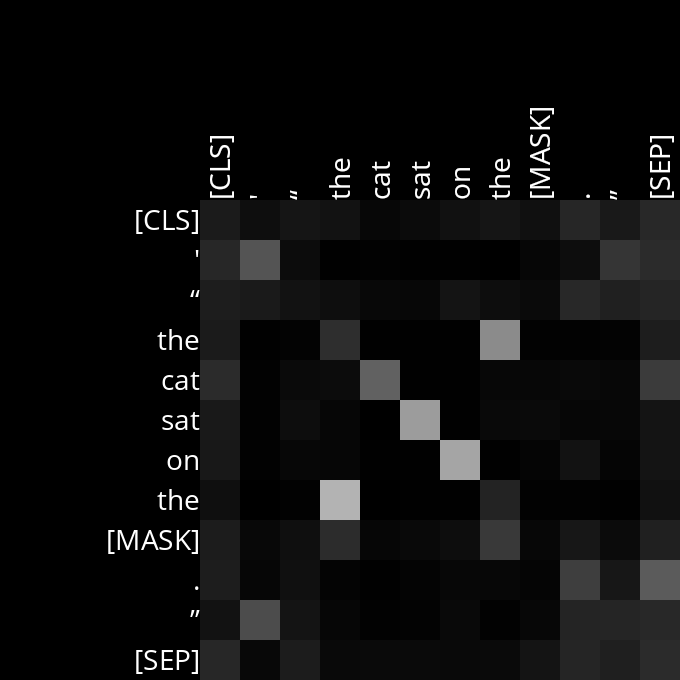 [CLS] ' “ the cat sat on the [MASK] . ” [SEP]
[CLS]
'
“
the
cat
sat
on
the
[MASK]
.
”
[SEP]